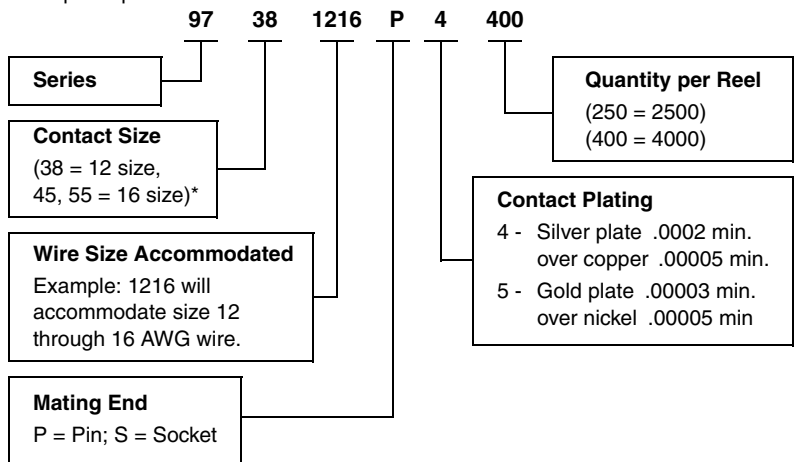 97 38 1216 P 4 400
Series
Contact Size
(38 = 12 size,
45, 55 = 16 size)*
Wire Size Accommodated
Example: 1216 will
accommodate size 12
through 16 AWG wire.
Mating End
P = Pin; S = Socket
Quantity per Reel
(250 = 2500)
(400 = 4000)
Contact Plating
4 - Silver plate .0002 min.
over copper .00005 min.
5 - Gold plate .00003 min.
over nickel .00005 min